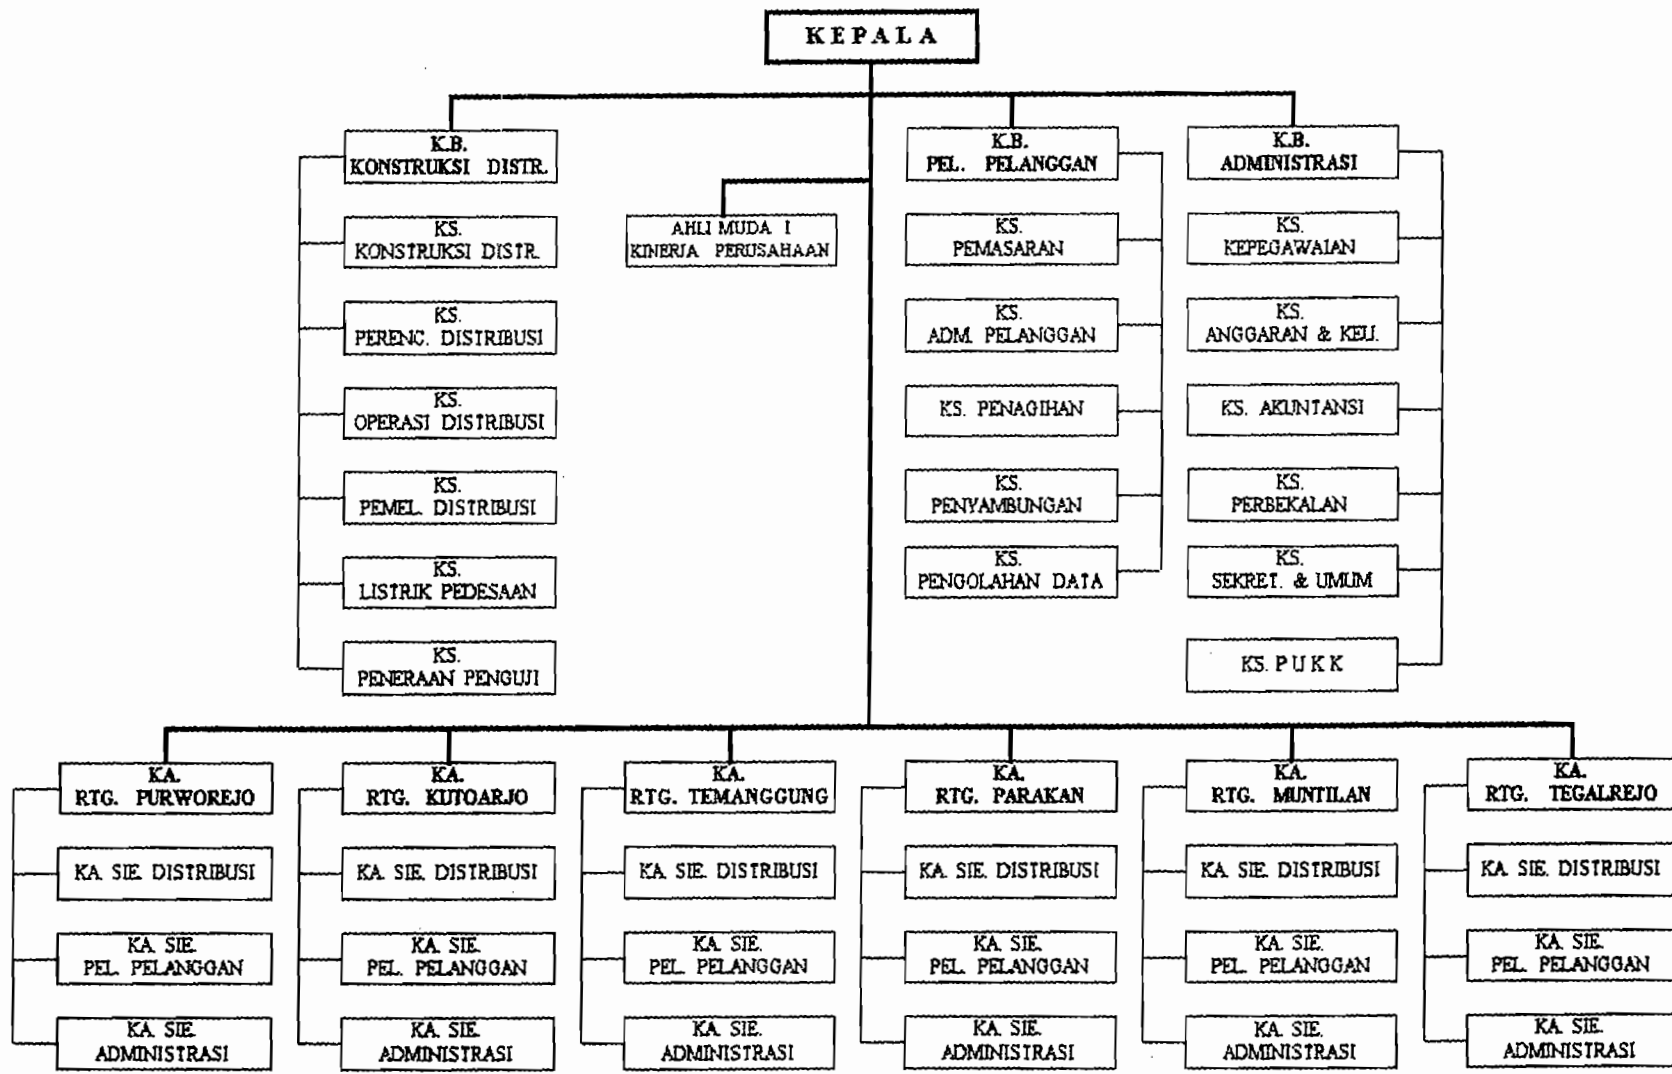 KEPALA
K.B.
KONSTRUKSI DISTR.
KS.
KONSTRUKSI DISTR.
KS.
PERENC. DISTRIBUSI
KS.
OPERASI DISTRIBUSI
KS.
PEMEL. DISTRIBUSI
KS.
LISTRIK PEDESAAN
KS.
PENERAAN PENGUJI
AHLI MUDA I
KINERJA PERUSAHAAN
K.B.
PEL. PELANGGAN
KS.
PEMASARAN
KS.
ADM. PELANGGAN
KS. PENAGIHAN
KS.
PENYAMBUNGAN
KS.
PENGOLAHAN DATA
K.B.
ADMINISTRASI
KS.
KEPEGAWAIAN
KS.
ANGGARAN & KEU.
KS. AKUNTANSI
KS.
PERBEKALAN
KS.
SEKRET. & UMUM
KS. P U K K
KA.
RTG. PURWOREJO
KA. SIE. DISTRIBUSI
KA. SIE.
PEL. PELANGGAN
KA. SIE.
ADMINISTRASI
KA.
RTG. KUTOARJO
KA. SIE. DISTRIBUSI
KA. SIE.
PEL. PELANGGAN
KA. SIE.
ADMINISTRASI
KA.
RTG. TEMANGGUNG
KA. SIE. DISTRIBUSI
KA. SIE.
PEL. PELANGGAN
KA. SIE.
ADMINISTRASI
KA.
RTG. PARAKAN
KA. SIE. DISTRIBUSI
KA. SIE.
PEL. PELANGGAN
KA. SIE.
ADMINISTRASI
KA.
RTG. MUNTILAN
KA. SIE. DISTRIBUSI
KA. SIE.
PEL. PELANGGAN
KA. SIE.
ADMINISTRASI
KA.
RTG. TEGALREJO
KA. SIE. DISTRIBUSI
KA. SIE.
PEL. PELANGGAN
KA. SIE.
ADMINISTRASI